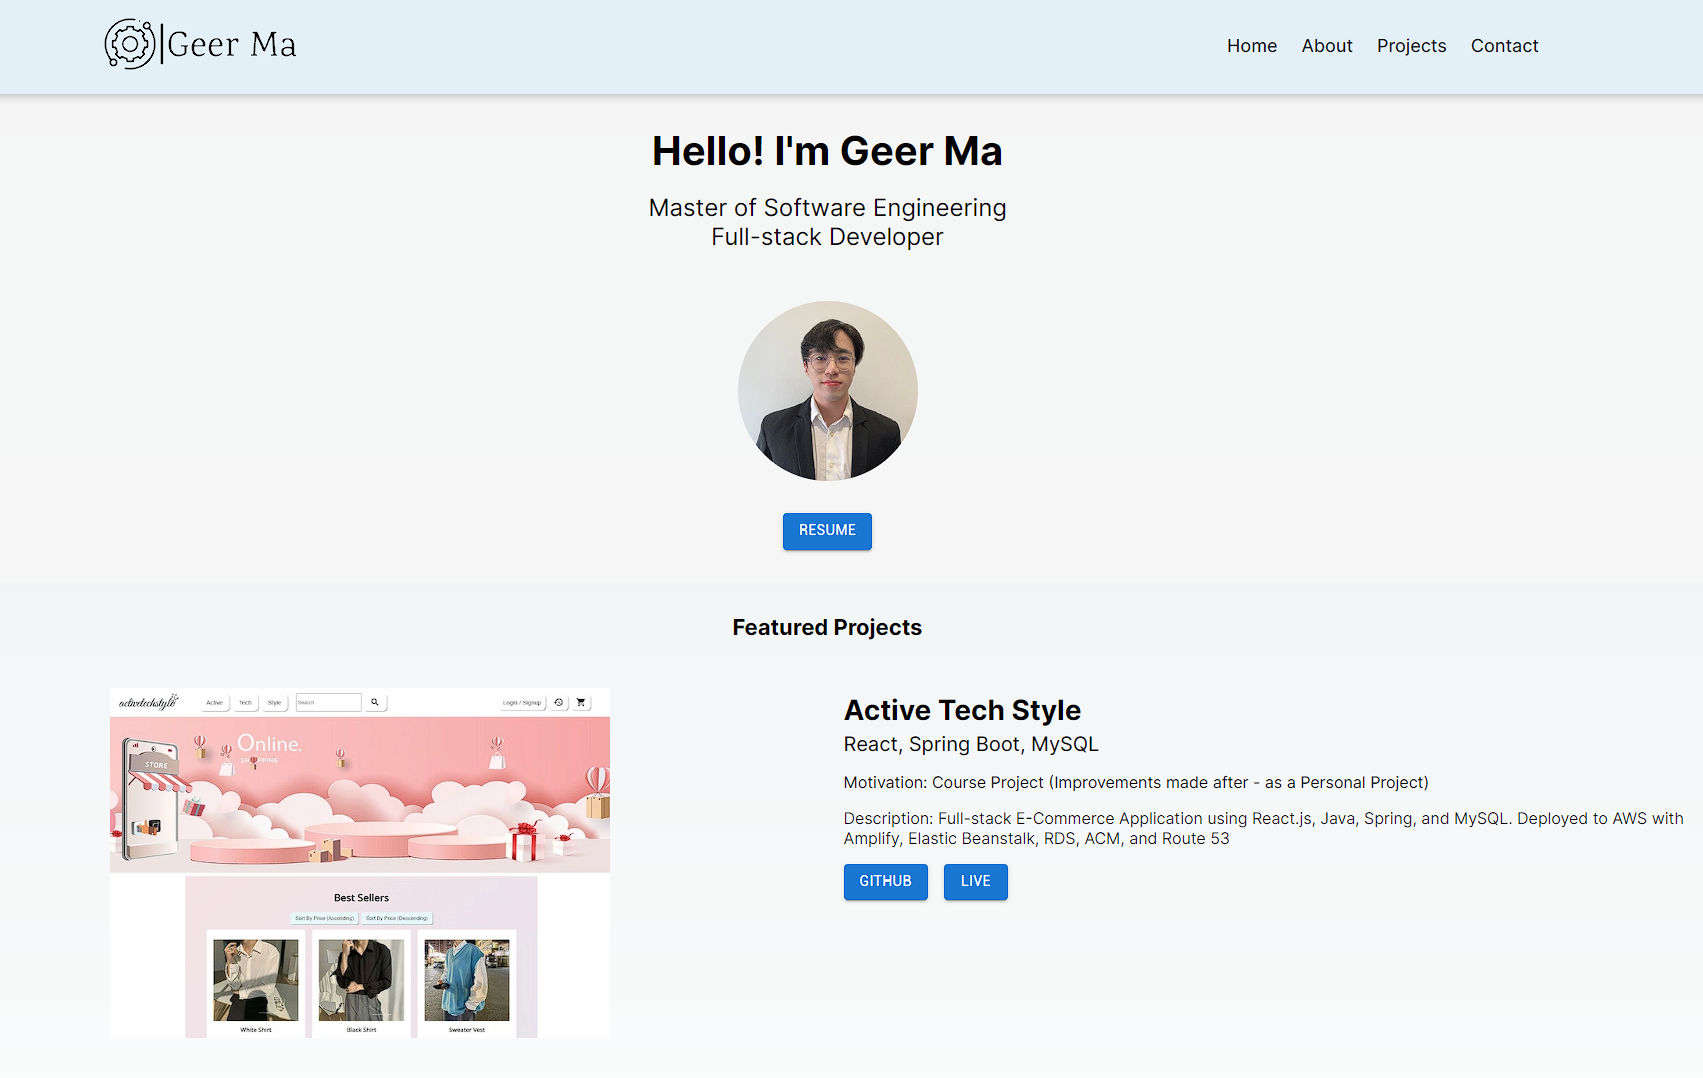 Geer Ma
Home About Projects Contact
Hello! I'm Geer Ma
Master of Software Engineering
Full-stack Developer
RESUME
Featured Projects
activetechstyle Active Tech Style Search Login / Signup
Online.
SHOPPING
STORE
Best Sellers
Sort By Price (Ascending) Sort By Price (Descending)
White Shirt Black Shirt Sweater Vest
Active Tech Style
React, Spring Boot, MySQL
Motivation: Course Project (Improvements made after - as a Personal Project)
Description: Full-stack E-Commerce Application using React.js, Java, Spring, and MySQL. Deployed to AWS with
Amplify, Elastic Beanstalk, RDS, ACM, and Route 53
GITHUB LIVE